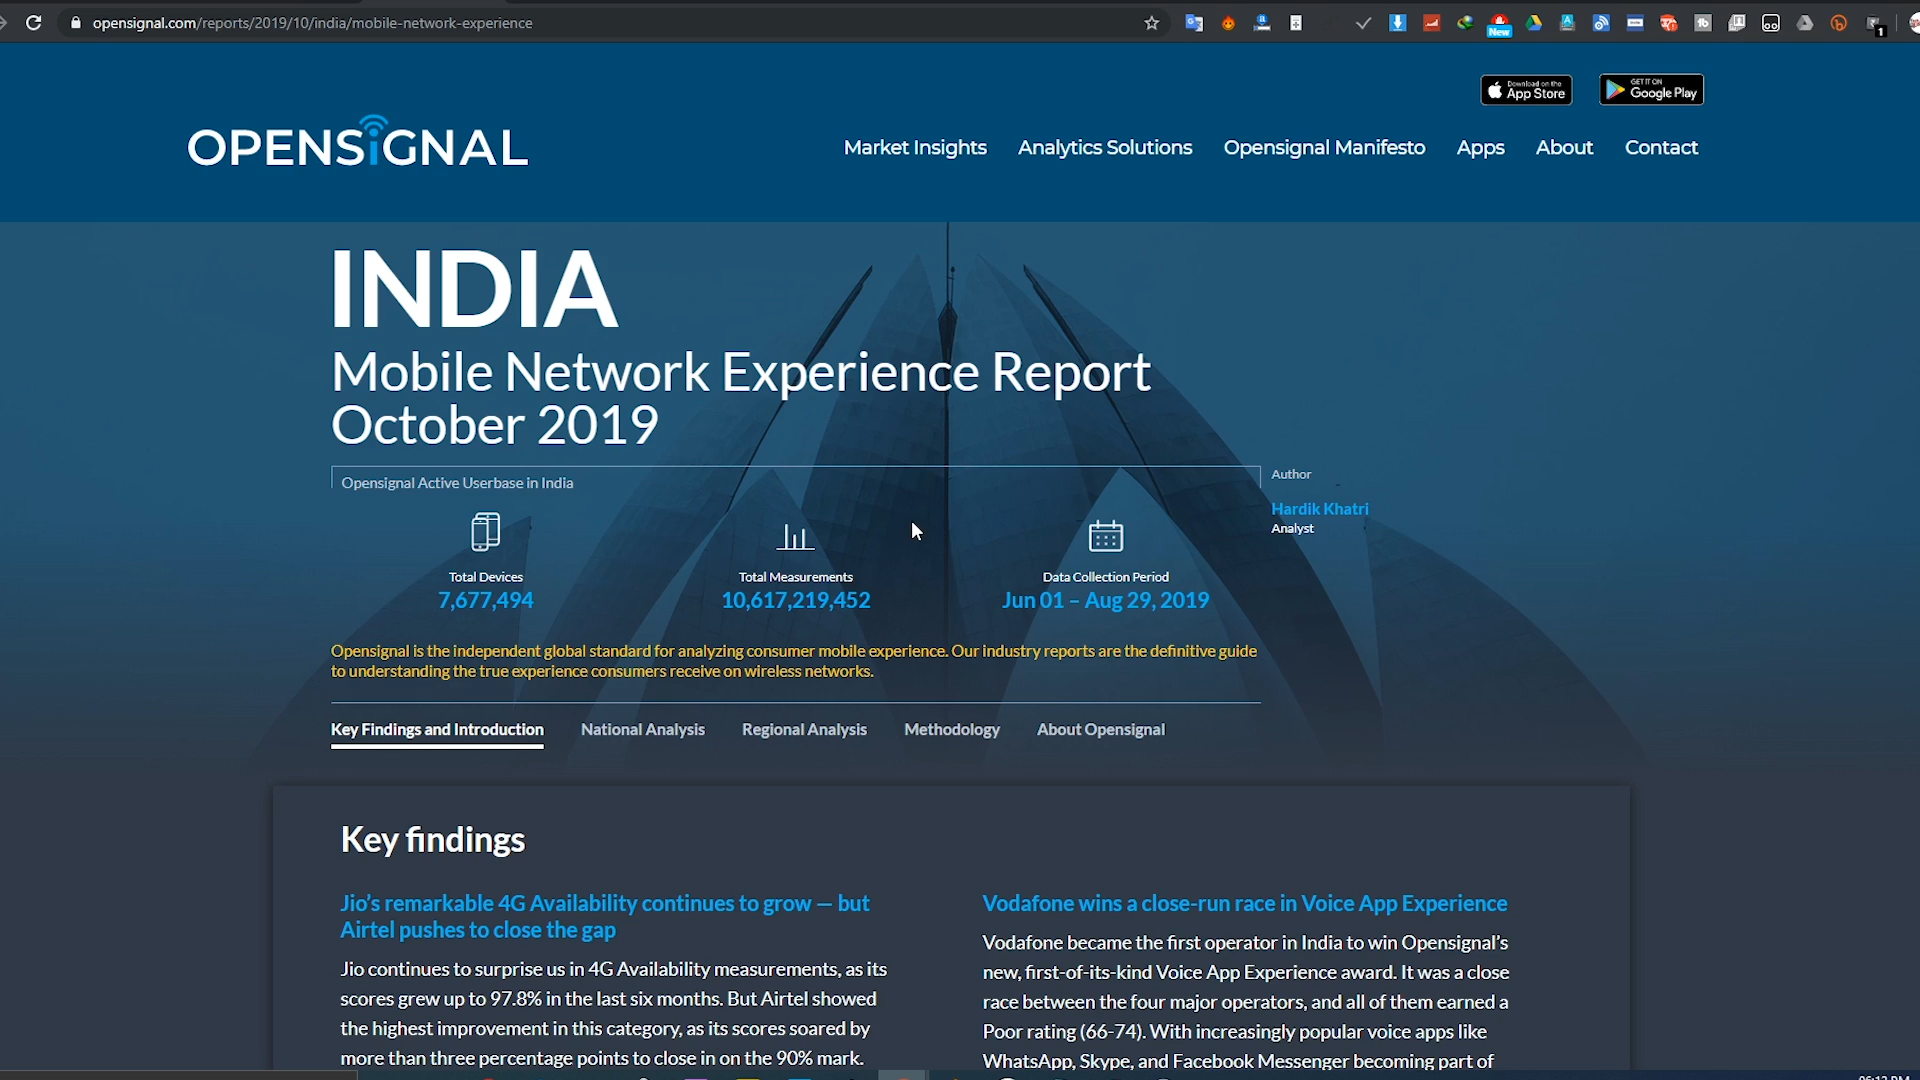 opensignal.com/reports/2019/10/india/mobile-network-experience
New
1
Download on the
App Store
GET IT ON
Google Play
OPENSiGNAL
Market Insights
Analytics Solutions
Opensignal Manifesto
Apps
About
Contact
INDIA
Mobile Network Experience Report
October 2019
Opensignal Active Userbase in India
Author
Hardik Khatri
Analyst
Total Devices
7,677,494
Total Measurements
10,617,219,452
Data Collection Period
Jun 01 – Aug 29, 2019
Opensignal is the independent global standard for analyzing consumer mobile experience. Our industry reports are the definitive guide
to understanding the true experience consumers receive on wireless networks.
Key Findings and Introduction
National Analysis
Regional Analysis
Methodology
About Opensignal
Key findings
Jio’s remarkable 4G Availability continues to grow — but
Airtel pushes to close the gap
Jio continues to surprise us in 4G Availability measurements, as its
scores grew up to 97.8% in the last six months. But Airtel showed
the highest improvement in this category, as its scores soared by
more than three percentage points to close in on the 90% mark.
Vodafone wins a close-run race in Voice App Experience
Vodafone became the first operator in India to win Opensignal’s
new, first-of-its-kind Voice App Experience award. It was a close
race between the four major operators, and all of them earned a
Poor rating (66-74). With increasingly popular voice apps like
WhatsApp, Skype, and Facebook Messenger becoming part of